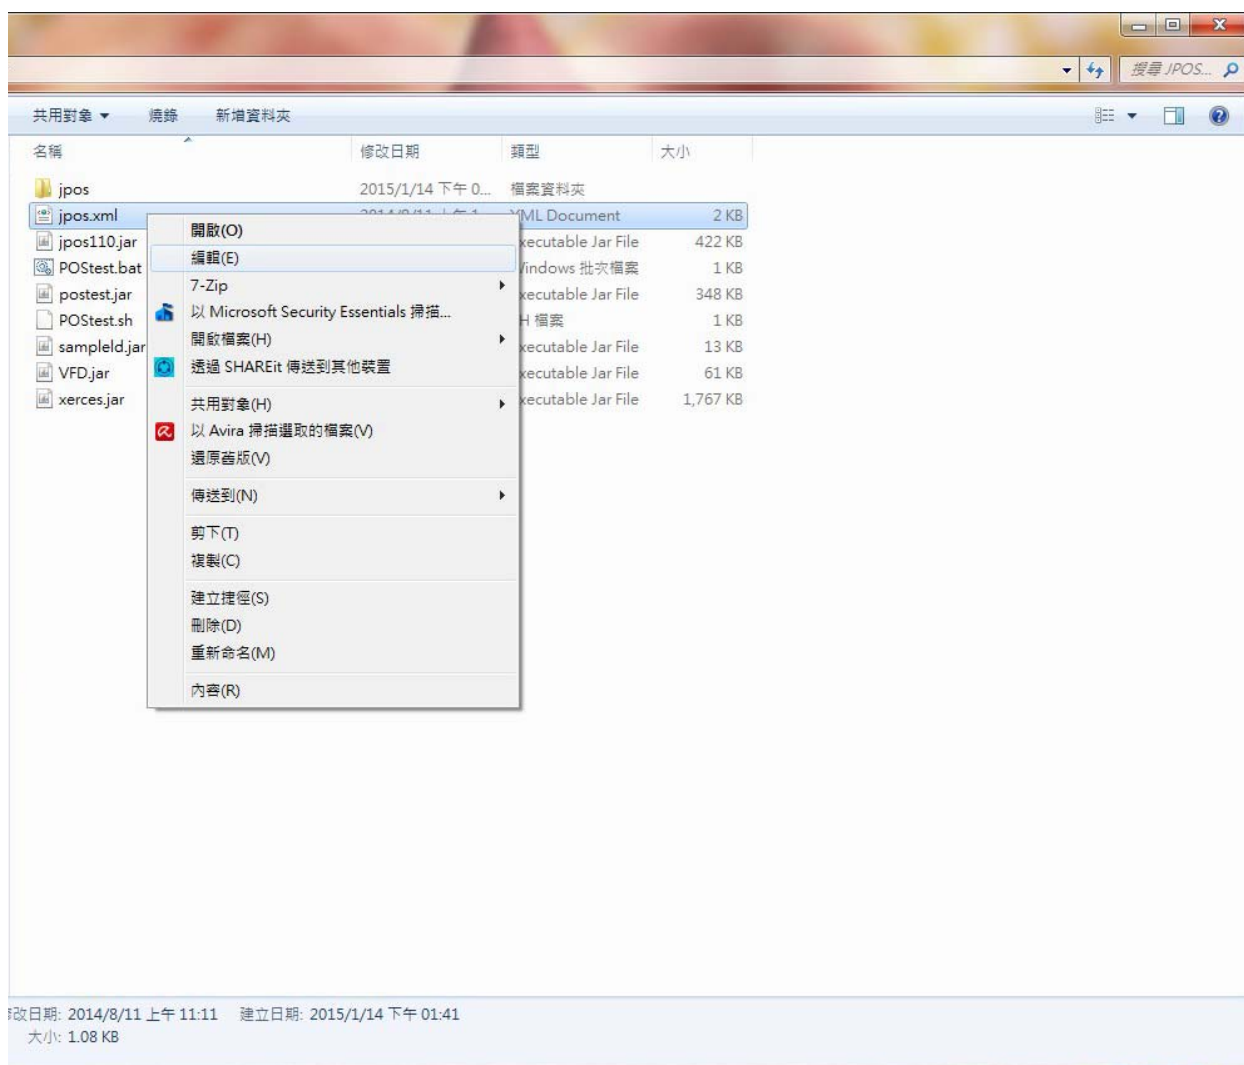 搜尋 JPOS...
共用對象 燒錄 新增資料夾
名稱 修改日期 類型 大小
jpos 2015/1/14 下午 0... 檔案資料夾
jpos.xml 2014/8/11 上午 1... XML Document 2 KB
jpos110.jar xecutable Jar File 422 KB
POStest.bat indows 批次檔案 1 KB
postest.jar xecutable Jar File 348 KB
POStest.sh H 檔案 1 KB
sampleld.jar xecutable Jar File 13 KB
VFD.jar xecutable Jar File 61 KB
xerces.jar xecutable Jar File 1,767 KB
開啟(O)
編輯(E)
7-Zip
以 Microsoft Security Essentials 掃描...
開啟檔案(H)
透過 SHAREit 傳送到其他裝置
共用對象(H)
以 Avira 掃描選取的檔案(V)
還原舊版(V)
傳送到(N)
剪下(T)
複製(C)
建立捷徑(S)
刪除(D)
重新命名(M)
內容(R)
改日期: 2014/8/11 上午 11:11 建立日期: 2015/1/14 下午 01:41
大小: 1.08 KB